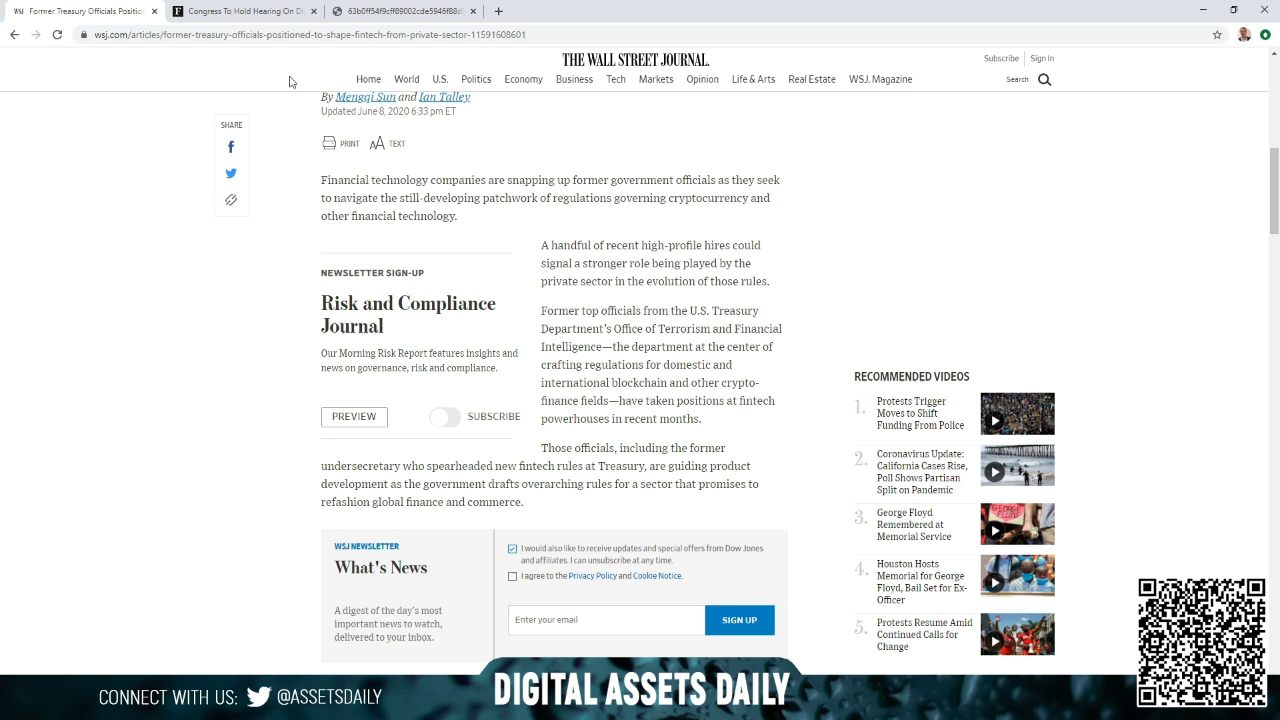 Former Treasury Officials Positio
63b0f54f9cff89002cde5946f88d
wsj.com/articles/former-treasury-officials-positioned-to-shape-fintech-from-private-sector-11591608601
THE WALL STREET JOURNAL.
Subscribe | Sign In
Home World U.S. Politics Economy Business Tech Markets Opinion Life & Arts Real Estate WSJ. Magazine
Search
By Mengqi Sun and Ian Talley
Updated June 8, 2020 6:33 pm ET
SHARE
PRINT AA TEXT
Financial technology companies are snapping up former government officials as they seek
to navigate the still-developing patchwork of regulations governing cryptocurrency and
other financial technology.
NEWSLETTER SIGN-UP
Risk and Compliance
Journal
Our Morning Risk Report features insights and
news on governance, risk and compliance.
PREVIEW
SUBSCRIBE
A handful of recent high-profile hires could
signal a stronger role being played by the
private sector in the evolution of those rules.
Former top officials from the U.S. Treasury
Department's Office of Terrorism and Financial
Intelligence—the department at the center of
crafting regulations for domestic and
international blockchain and other crypto-
finance fields—have taken positions at fintech
powerhouses in recent months.
Those officials, including the former
undersecretary who spearheaded new fintech rules at Treasury, are guiding product
development as the government drafts overarching rules for a sector that promises to
refashion global finance and commerce.
WSJ NEWSLETTER
What's News
A digest of the day's most
important news to watch,
delivered to your inbox.
I would also like to receive updates and special offers from Dow Jones
and affiliates. I can unsubscribe at any time.
I agree to the Privacy Policy and Cookie Notice.
Enter your email
SIGN UP
RECOMMENDED VIDEOS
1. Protests Trigger
Moves to Shift
Funding From Police
2. Coronavirus Update:
California Cases Rise,
Poll Shows Partisan
Split on Pandemic
3. George Floyd
Remembered at
Memorial Service
4. Houston Hosts
Memorial for George
Floyd, Bail Set for Ex-
Officer
5. Protests Resume Amid
Continued Calls for
Change
CONNECT WITH US: @ASSETSDAILY
DIGITAL ASSETS DAILY